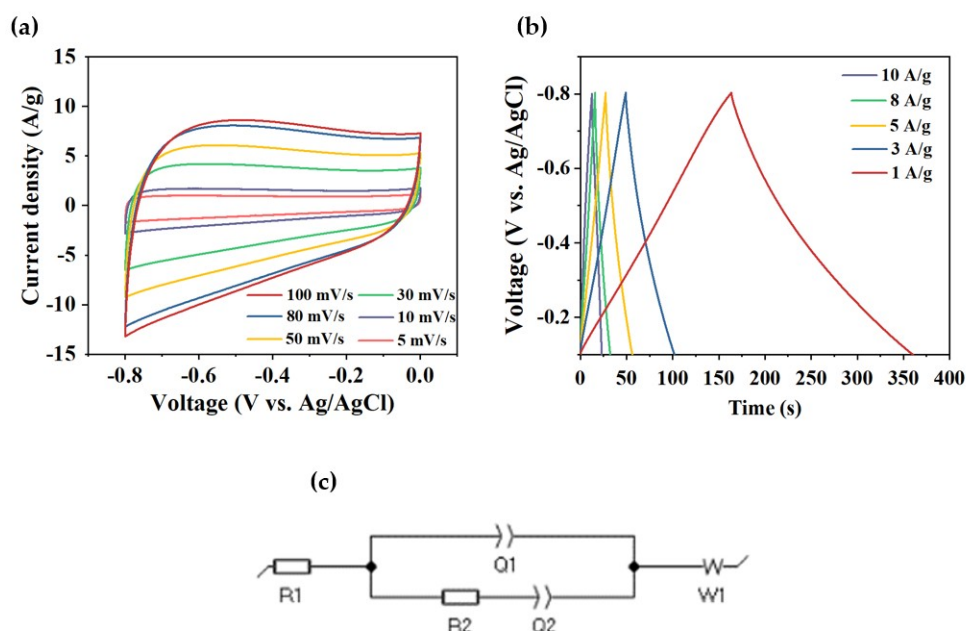 (a)
Current density (A/g)
15
10
5
0
-5
-10
-15
100 mV/s
80 mV/s
50 mV/s
30 mV/s
10 mV/s
5 mV/s
-0.8
-0.6
-0.4
-0.2
0.0
Voltage (V vs. Ag/AgCl)
(b)
Voltage (V vs. Ag/AgCl)
-0.8
-0.6
-0.4
-0.2
10 A/g
8 A/g
5 A/g
3 A/g
1 A/g
0
50
100
150
200
250
300
350
400
Time (s)
(c)
R1
Q1
R2
Q2
W
W1